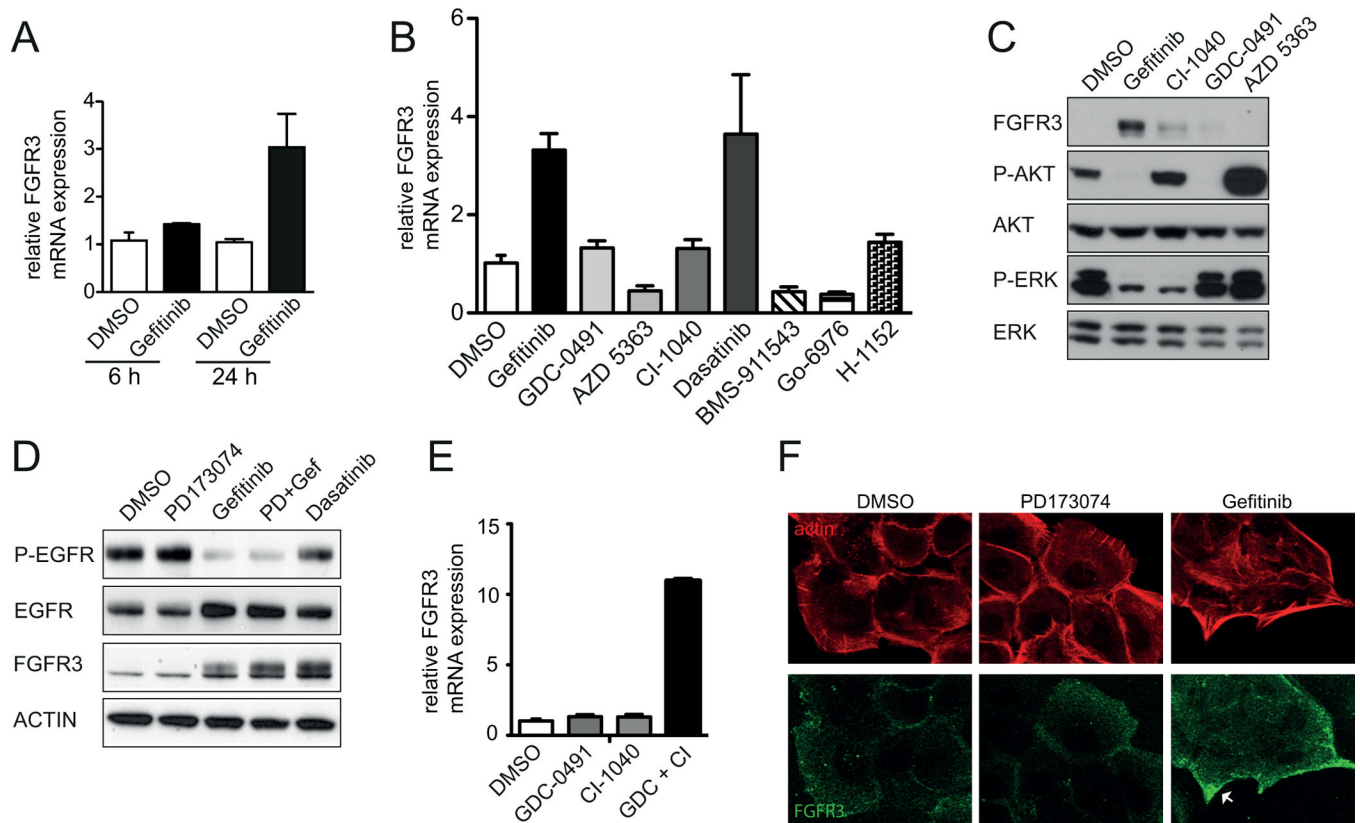 A
relative FGFR3
mRNA expression
4
3
2
1
0
DMSO
Gefitinib
DMSO
Gefitinib
6 h
24 h
B
relative FGFR3
mRNA expression
6
4
2
0
DMSO
Gefitinib
GDC-0491
AZD 5363
CI-1040
Dasatinib
BMS-911543
Go-6976
H-1152
C
DMSO
Gefitinib
CI-1040
GDC-0491
AZD 5363
FGFR3
P-AKT
AKT
P-ERK
ERK
D
DMSO
PD173074
Gefitinib
PD+Gef
Dasatinib
P-EGFR
EGFR
FGFR3
ACTIN
E
relative FGFR3
mRNA expression
15
10
5
0
DMSO
GDC-0491
CI-1040
GDC + CI
F
DMSO
PD173074
Gefitinib
actin
FGFR3